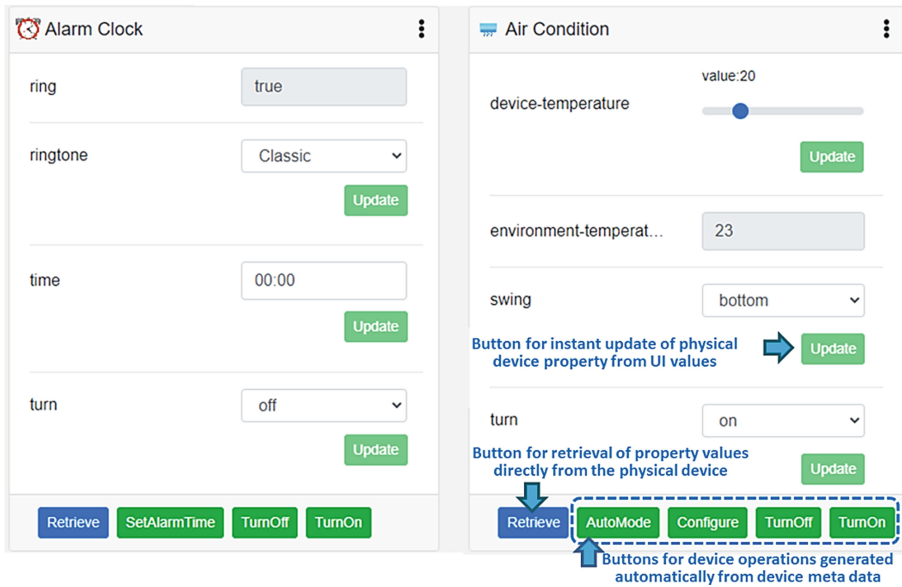 Alarm Clock
ring
true
ringtone
Classic
Update
time
00:00
Update
turn
off
Update
Retrieve
SetAlarmTime
TurnOff
TurnOn
Air Condition
value:20
device-temperature
Update
environment-temperat...
23
swing
bottom
Button for instant update of physical
device property from UI values
Update
turn
on
Button for retrieval of property values
directly from the physical device
Update
Retrieve
AutoMode
Configure
TurnOff
TurnOn
Buttons for device operations generated
automatically from device meta data